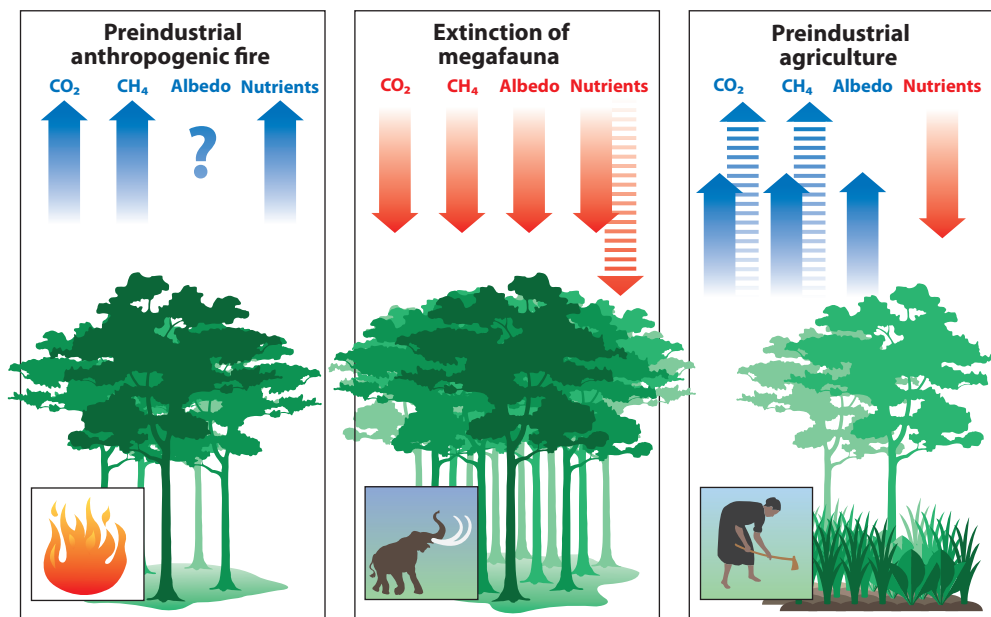 Preindustrial
anthropogenic fire
CO₂ CH₄ Albedo Nutrients
?
Extinction of
megafauna
CO₂ CH₄ Albedo Nutrients
Preindustrial
agriculture
CO₂ CH₄ Albedo Nutrients